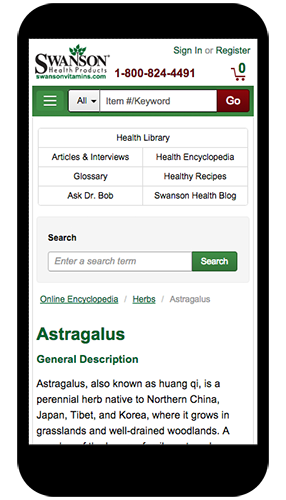 Sign In or Register
SWANSON
Health Products
swansonvitamins.com
1-800-824-4491
0
All
Item #/Keyword
Go
Health Library
Articles & Interviews
Health Encyclopedia
Glossary
Healthy Recipes
Ask Dr. Bob
Swanson Health Blog
Search
Enter a search term
Search
Online Encyclopedia / Herbs / Astragalus
Astragalus
General Description
Astragalus, also known as huang qi, is a
perennial herb native to Northern China,
Japan, Tibet, and Korea, where it grows in
grasslands and well-drained woodlands. A